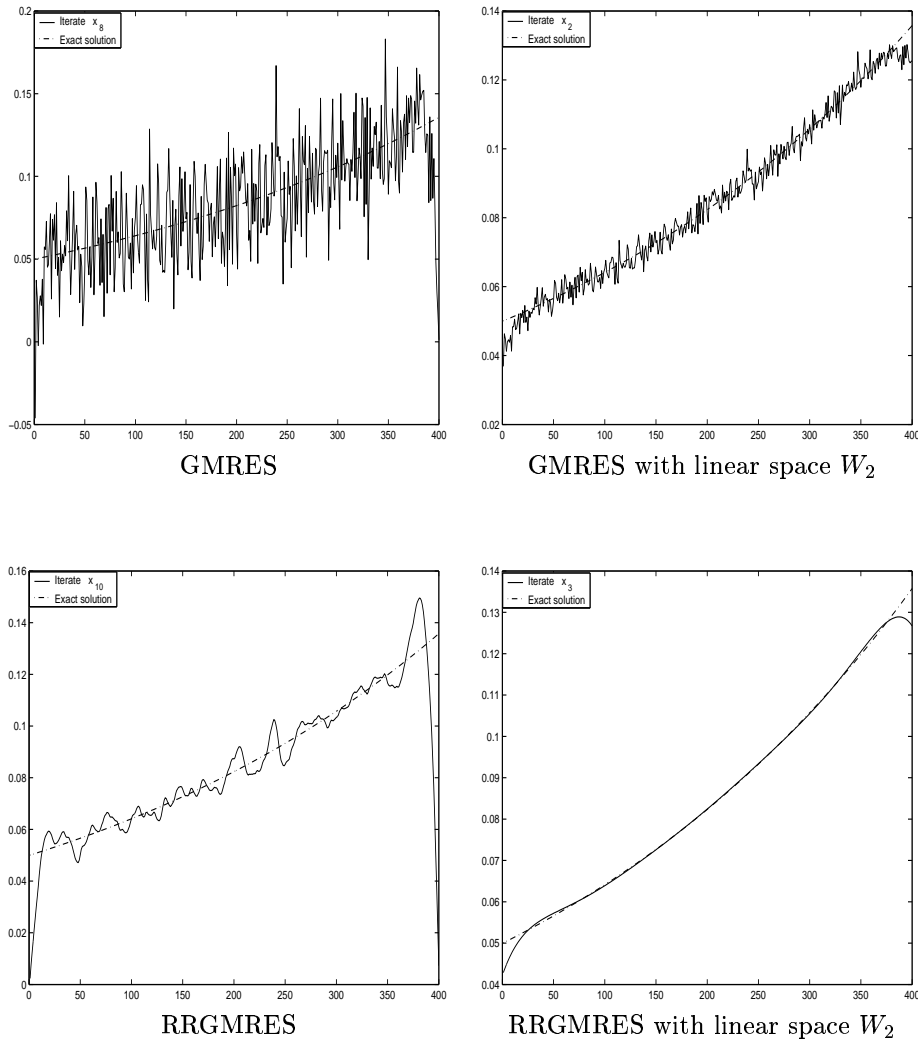 0.2
Iterate x8
Exact solution
0.15
0.1
0.05
0
−0.05
0 50 100 150 200 250 300 350 400
GMRES
0.14
Iterate x2
Exact solution
0.12
0.1
0.08
0.06
0.04
0.02
0 50 100 150 200 250 300 350 400
GMRES with linear space W2
0.16
Iterate x10
Exact solution
0.14
0.12
0.1
0.08
0.06
0.04
0.02
0
0 50 100 150 200 250 300 350 400
RRGMRES
0.14
Iterate x3
Exact solution
0.13
0.12
0.11
0.1
0.09
0.08
0.07
0.06
0.05
0.04
0 50 100 150 200 250 300 350 400
RRGMRES with linear space W2